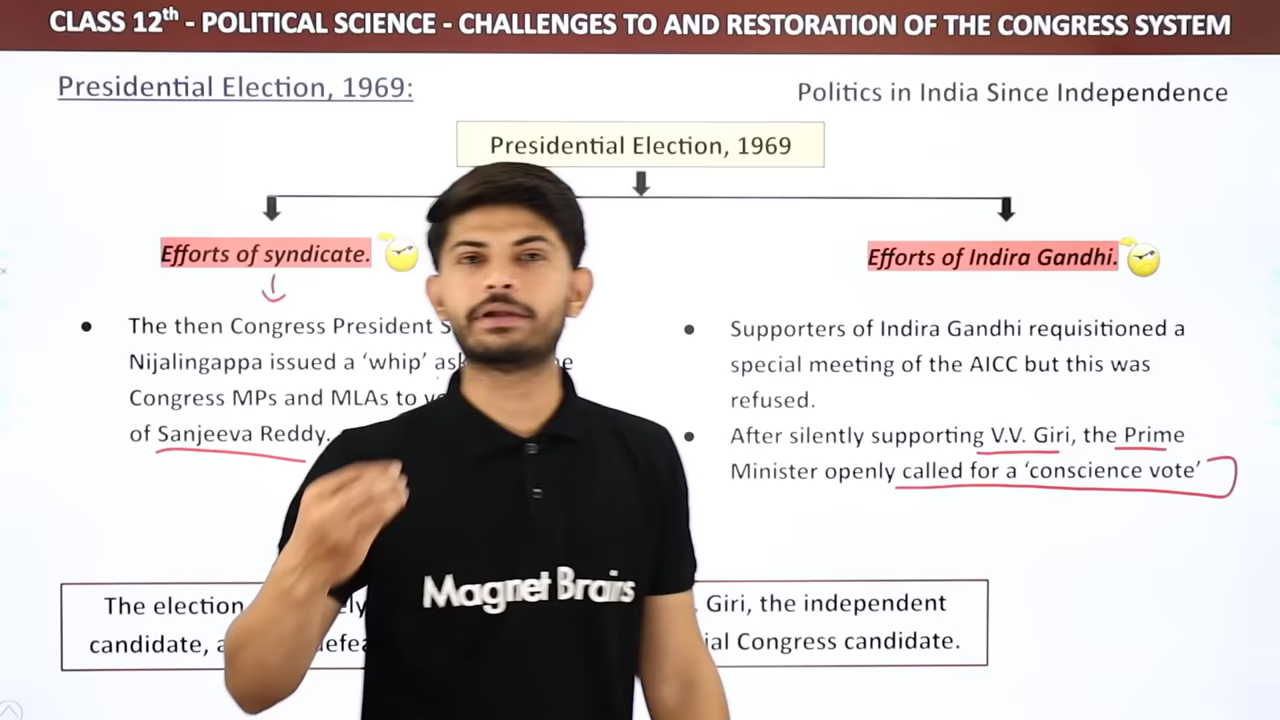 CLASS 12th - POLITICAL SCIENCE - CHALLENGES TO AND RESTORATION OF THE CONGRESS SYSTEM
Presidential Election, 1969:
Politics in India Since Independence
Presidential Election, 1969
Efforts of syndicate.
Efforts of Indira Gandhi.
The then Congress President
Nijalingappa issued a ‘whip’
Congress MPs and MLAs to
of Sanjeeva Reddy.
Supporters of Indira Gandhi requisitioned a
special meeting of the AICC but this was
refused.
After silently supporting V.V. Giri, the Prime
Minister openly called for a ‘conscience vote’
The election Giri, the independent
candidate, Congress candidate.
Magnet Brains